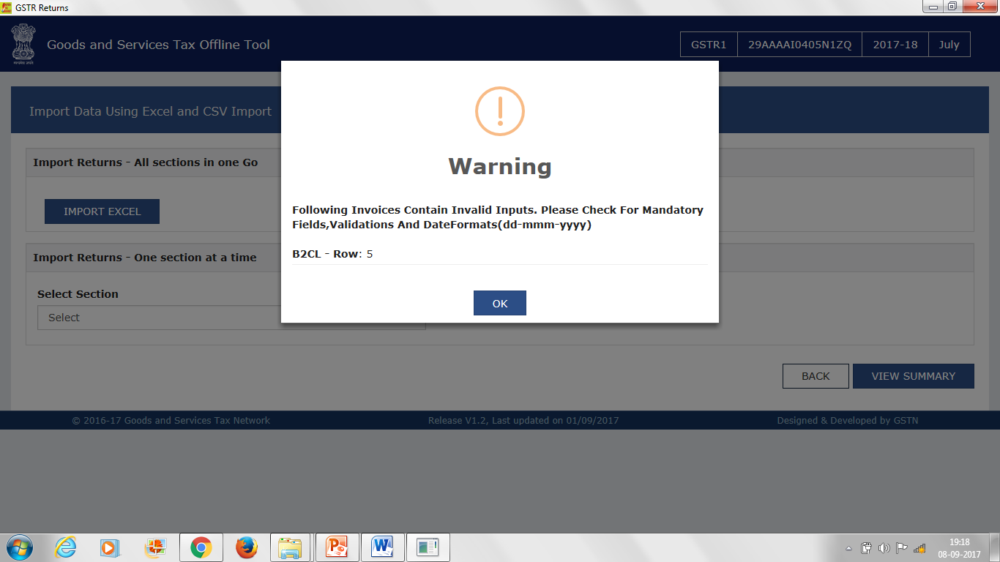 GSTR Returns
Goods and Services Tax Offline Tool
GSTR1 29AAAAI0405N1ZQ 2017-18 July
Import Data Using Excel and CSV Import
Import Returns - All sections in one Go
IMPORT EXCEL
Import Returns - One section at a time
Select Section
Select
Warning
Following Invoices Contain Invalid Inputs. Please Check For Mandatory
Fields,Validations And DateFormats(dd-mmm-yyyy)
B2CL - Row: 5
OK
BACK VIEW SUMMARY
© 2016-17 Goods and Services Tax Network Release V1.2, Last updated on 01/09/2017 Designed & Developed by GSTN
19:18
08-09-2017